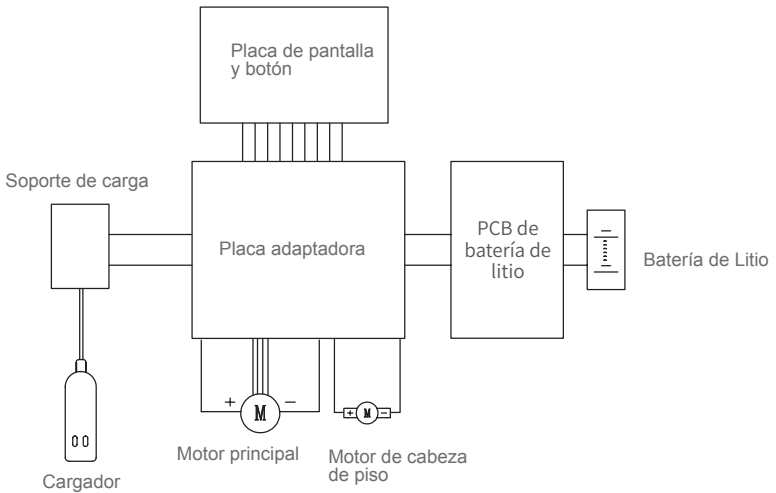 Placa de pantalla
y botón
Soporte de carga
Placa adaptadora
PCB de
batería de
litio
Batería de Litio
+ M −
+ M −
Motor principal
Motor de cabeza
de piso
Cargador